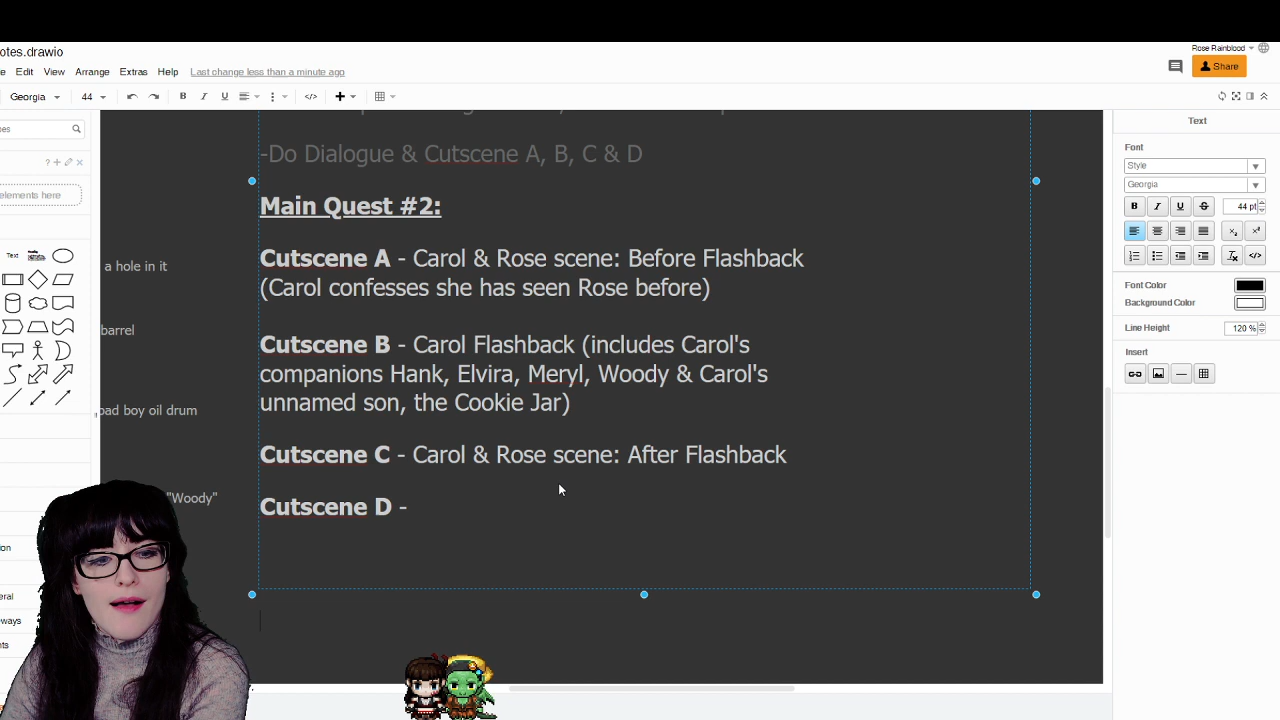 otes.drawio
Rose Rainblood
Edit View Arrange Extras Help Last change less than a minute ago
Share
Georgia 44
-Do Dialogue & Cutscene A, B, C & D
Main Quest #2:
Cutscene A - Carol & Rose scene: Before Flashback
(Carol confesses she has seen Rose before)
Cutscene B - Carol Flashback (includes Carol's
companions Hank, Elvira, Meryl, Woody & Carol's
unnamed son, the Cookie Jar)
Cutscene C - Carol & Rose scene: After Flashback
Cutscene D -
a hole in it
barrel
bad boy oil drum
"Woody"
elements here
Text
Text
Font
Style
Georgia
44 pt
Font Color
Background Color
Line Height
120 %
Insert